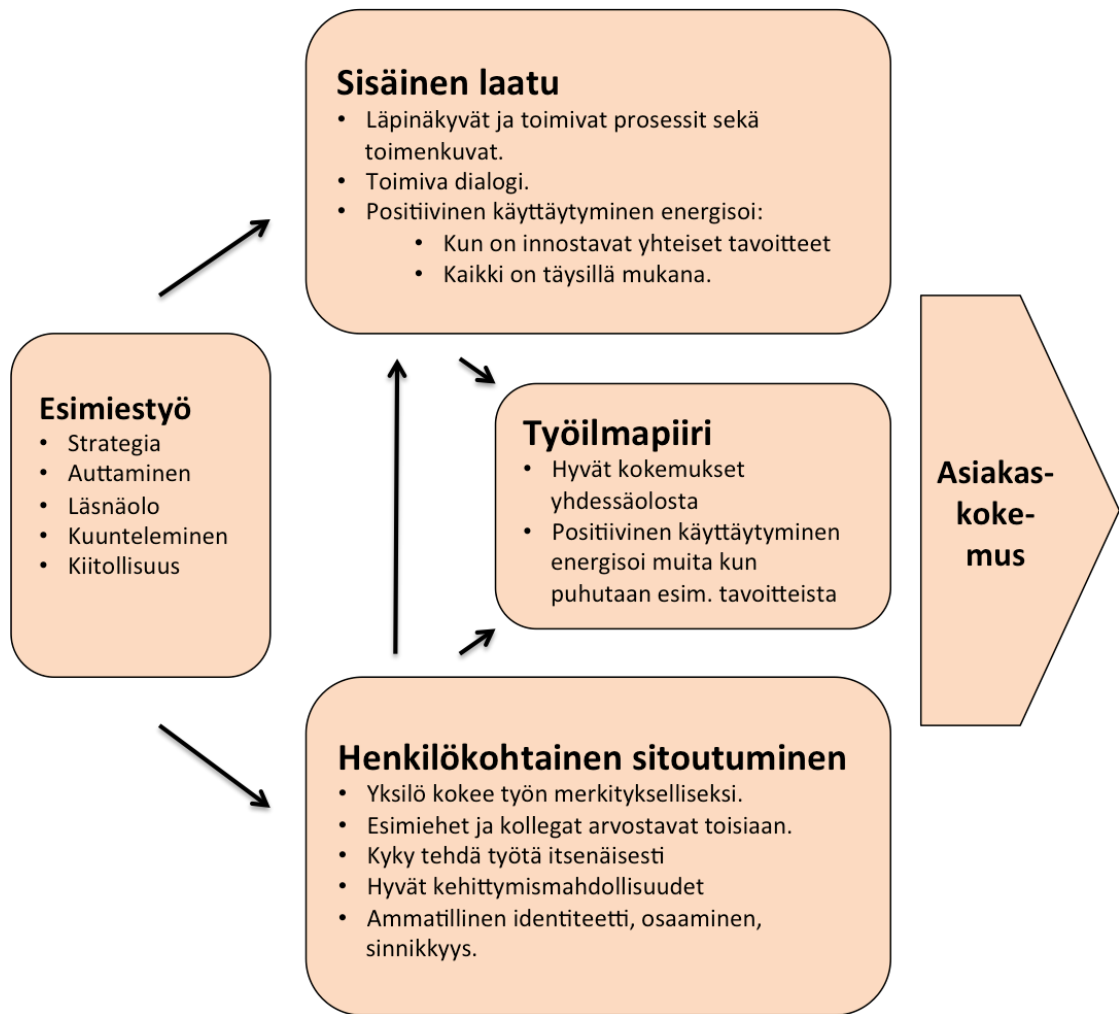 Sisäinen laatu
• Läpinäkyvät ja toimivat prosessit sekä
toimenkuvat.
• Toimiva dialogi.
• Positiivinen käyttäytyminen energisoi:
• Kun on innostavat yhteiset tavoitteet
• Kaikki on täysillä mukana.
Esimiestyö
• Strategia
• Auttaminen
• Läsnäolo
• Kuunteleminen
• Kiitollisuus
Työilmapiiri
• Hyvät kokemukset
yhdessäolosta
• Positiivinen käyttäytyminen
energisoi muita kun
puhutaan esim. tavoitteista
Henkilökohtainen sitoutuminen
• Yksilö kokee työn merkitykselliseksi.
• Esimiehet ja kollegat arvostavat toisiaan.
• Kyky tehdä työtä itsenäisesti
• Hyvät kehittymismahdollisuudet
• Ammatillinen identiteetti, osaaminen,
sinnikkyys.
Asiakas-
koke-
mus